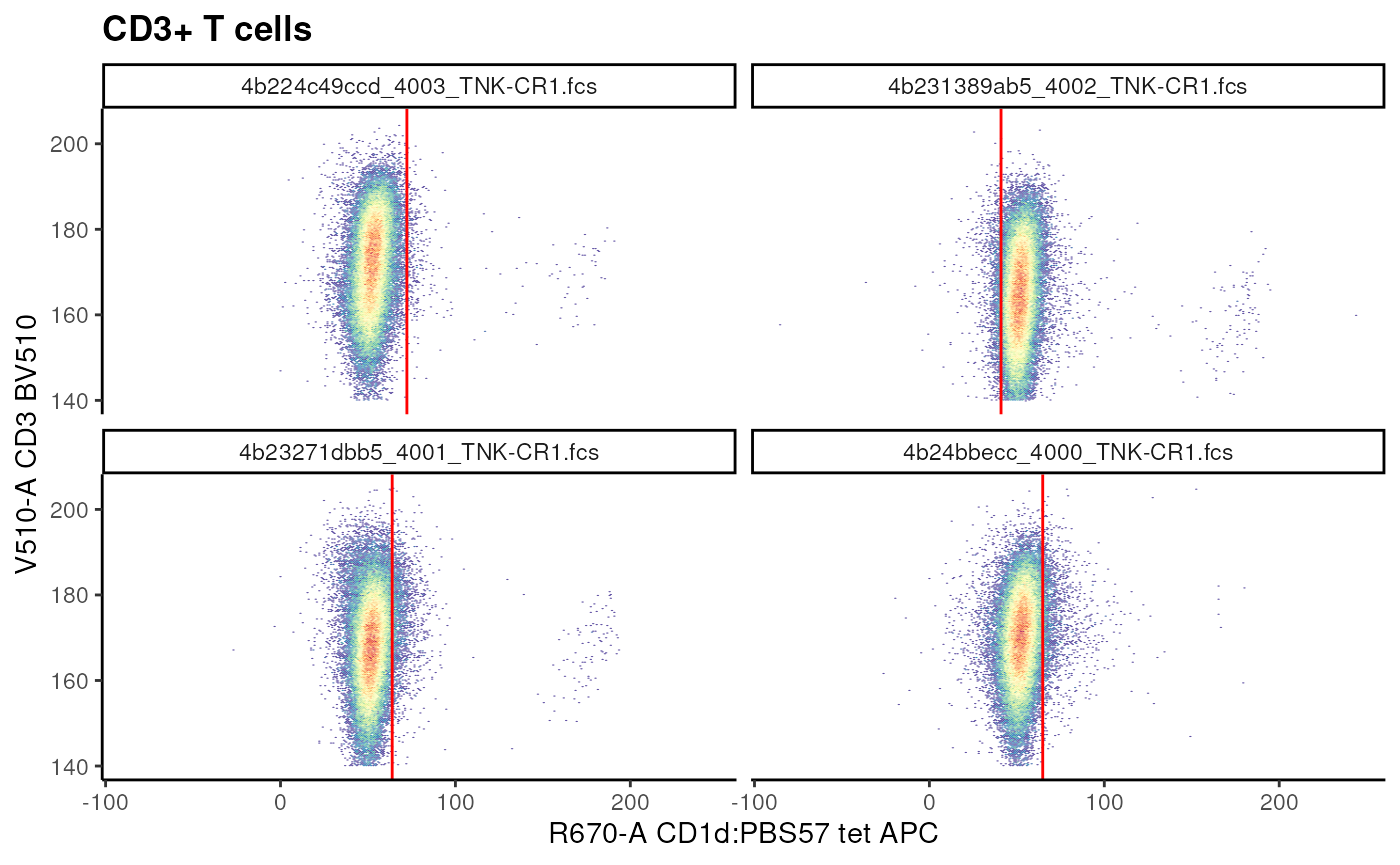 CD3+ T cells
4b224c49ccd_4003_TNK-CR1.fcs
4b231389ab5_4002_TNK-CR1.fcs
200
180
160
140
V510-A CD3 BV510
4b23271dbb5_4001_TNK-CR1.fcs
4b24bbecc_4000_TNK-CR1.fcs
200
180
160
140
-100
0
100
200
-100
0
100
200
R670-A CD1d:PBS57 tet APC